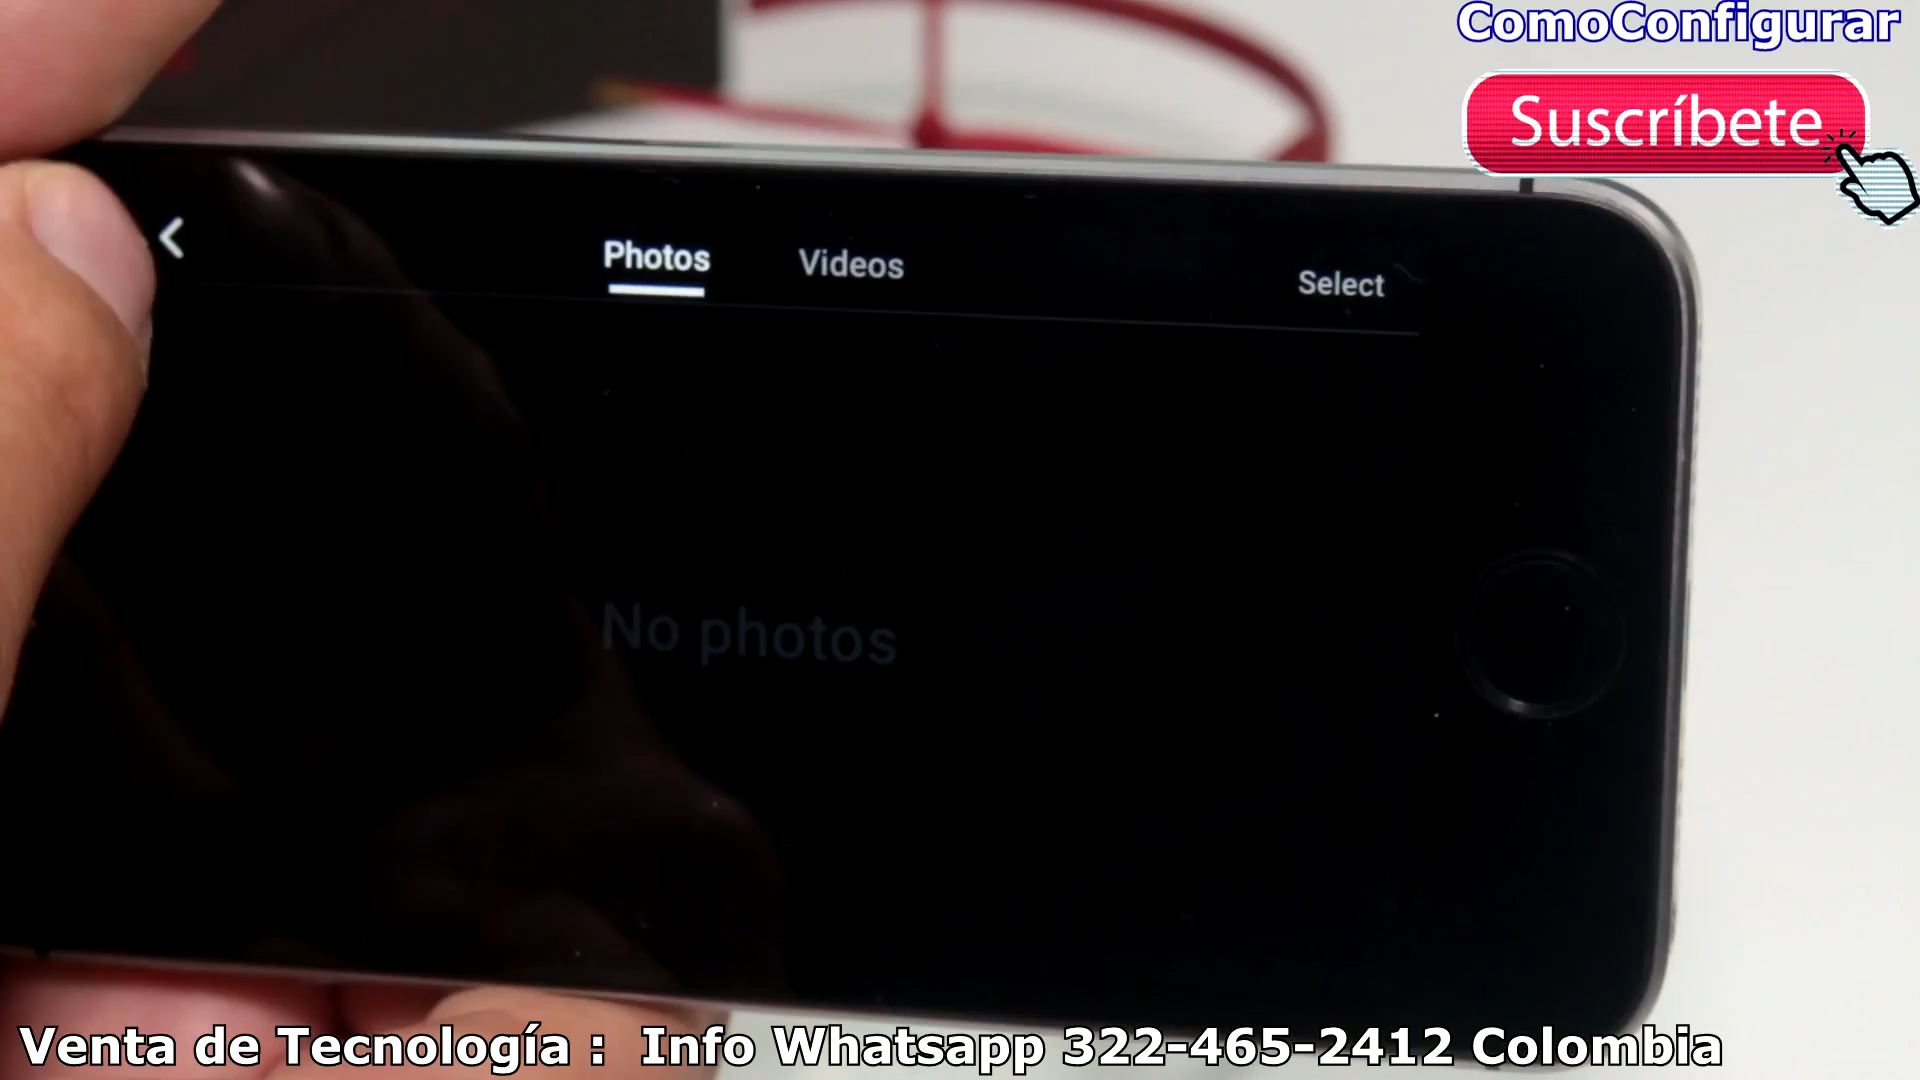 ComoConfigurar
Suscríbete
Photos Videos Select
No photos
Venta de Tecnología : Info Whatsapp 322-465-2412 Colombia